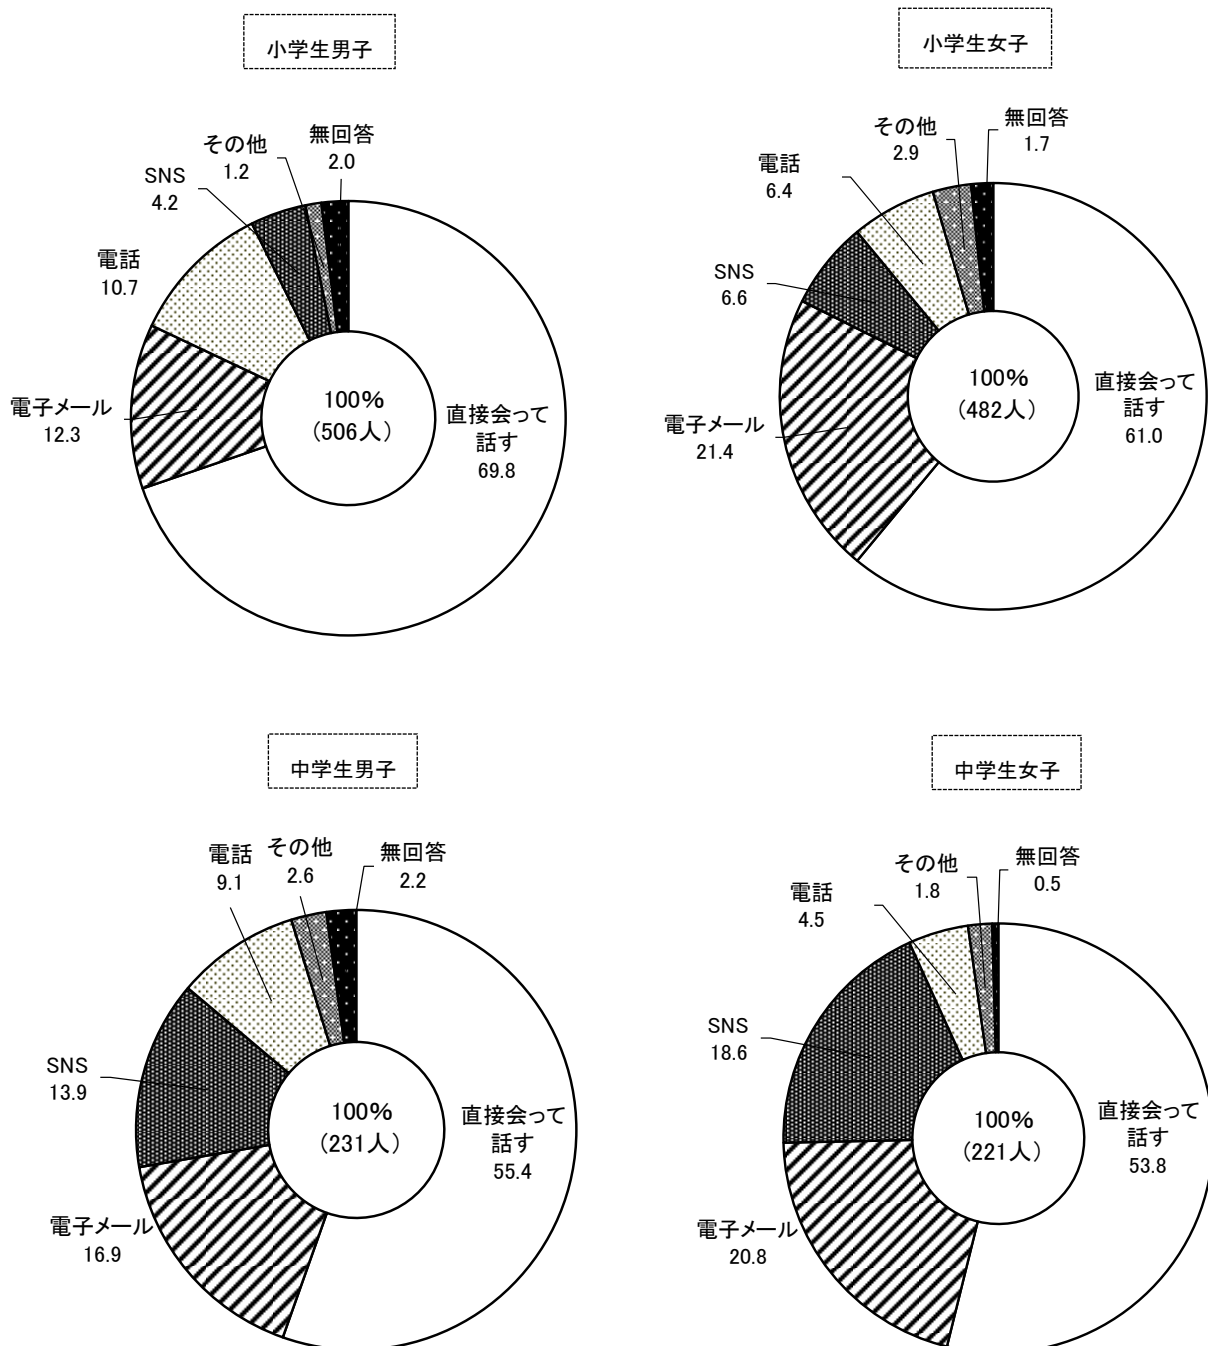 小学生男子
無回答
2.0
その他
1.2
SNS
4.2
電話
10.7
電子メール
12.3
100%
（506人）
直接会って
話す
69.8
小学生女子
無回答
1.7
その他
2.9
電話
6.4
SNS
6.6
電子メール
21.4
100%
（482人）
直接会って
話す
61.0
中学生男子
無回答
2.2
その他
2.6
電話
9.1
SNS
13.9
電子メール
16.9
100%
（231人）
直接会って
話す
55.4
中学生女子
無回答
0.5
その他
1.8
電話
4.5
SNS
18.6
電子メール
20.8
100%
（221人）
直接会って
話す
53.8